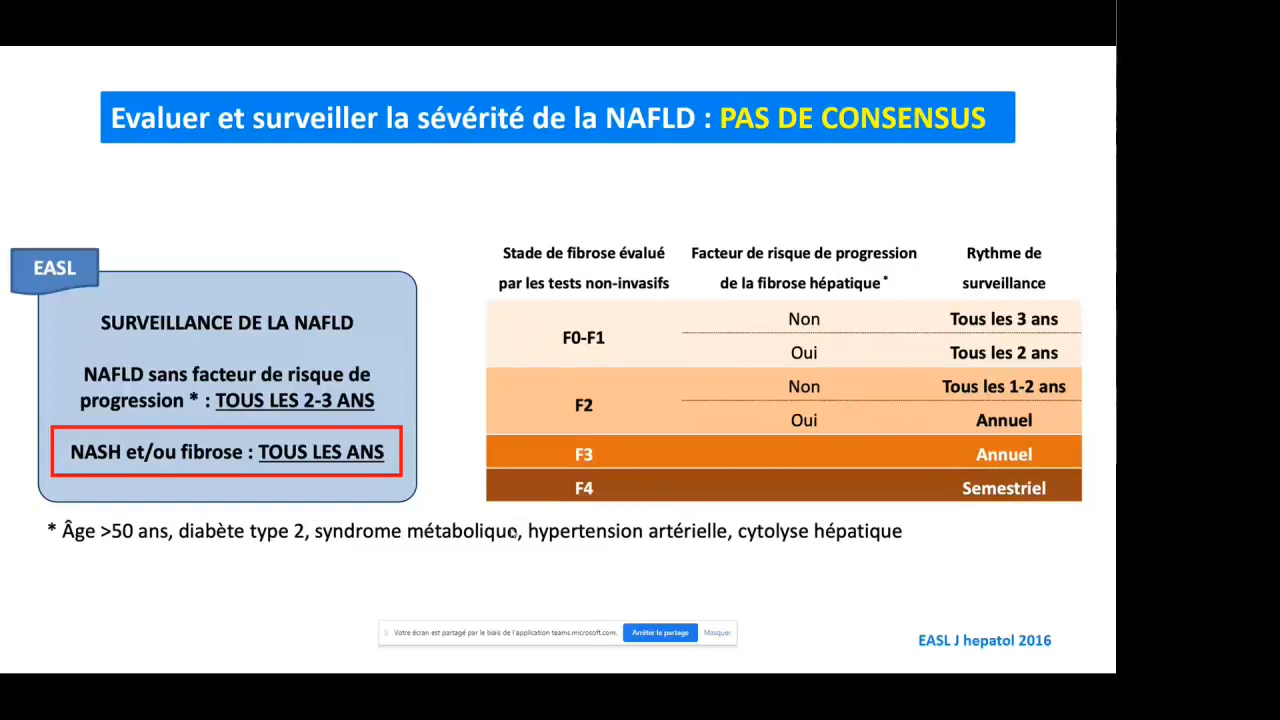 Evaluer et surveiller la sévérité de la NAFLD : PAS DE CONSENSUS
EASL
SURVEILLANCE DE LA NAFLD
NAFLD sans facteur de risque de
progression * : TOUS LES 2-3 ANS
NASH et/ou fibrose : TOUS LES ANS
Stade de fibrose évalué
par les tests non-invasifs
Facteur de risque de progression
de la fibrose hépatique *
Rythme de
surveillance
F0-F1
Non
Tous les 3 ans
Oui
Tous les 2 ans
F2
Non
Tous les 1-2 ans
Oui
Annuel
F3
Annuel
F4
Semestriel
* Âge >50 ans, diabète type 2, syndrome métabolique, hypertension artérielle, cytolyse hépatique
Votre écran est partagé par le biais de l'application teams.microsoft.com.
Arrêter le partage
Masquer
EASL J hepatol 2016